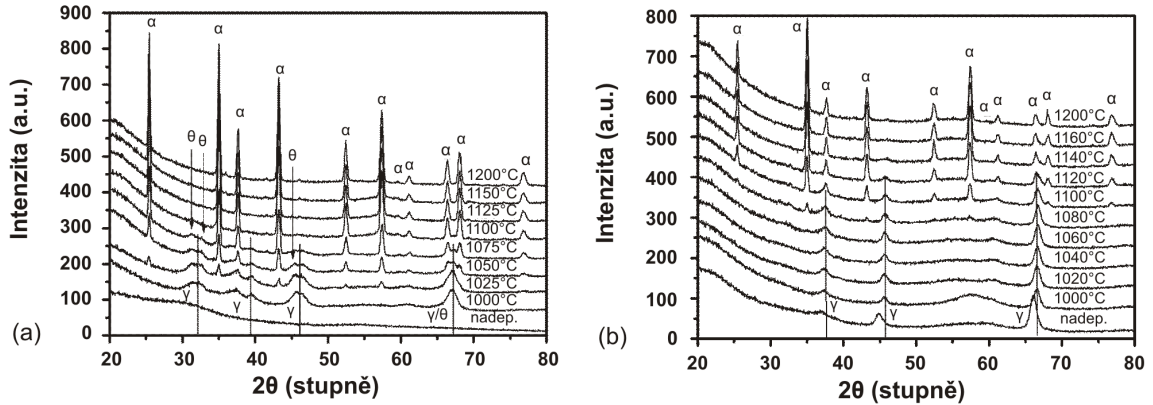 900
800
700
600
500
400
300
200
100
0
Intenzita (a.u.)
α
α
α
α
α
α
α
α
α
α
α
θ
θ
θ
1200°C
1150°C
1125°C
1100°C
1075°C
1050°C
1025°C
1000°C
nadep.
γ
γ
γ
γ/θ
(a)
20 30 40 50 60 70 80
2θ (stupně)
800
700
600
500
400
300
200
100
0
Intenzita (a.u.)
α
α
α
α
α
α
α
α
α
α
α
1200°C
1160°C
1140°C
1120°C
1100°C
1080°C
1060°C
1040°C
1020°C
1000°C
nadep.
γ
γ
γ
(b)
20 30 40 50 60 70 80
2θ (stupně)